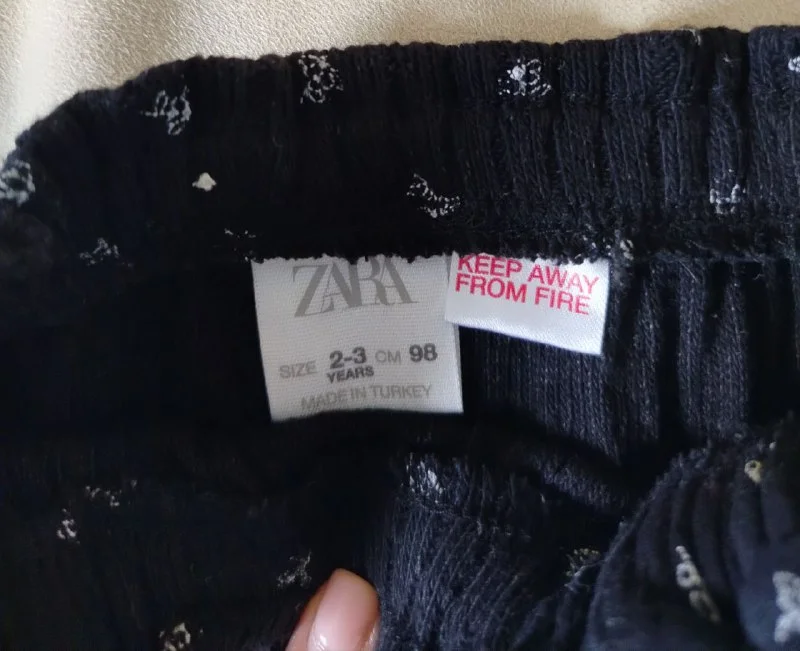 ZARA
SIZE 2-3 CM 98
YEARS
MADE IN TURKEY
KEEP AWAY
FROM FIRE